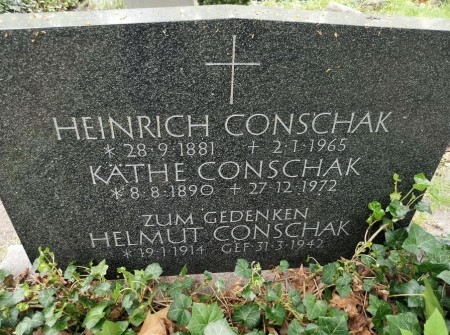 HEINRICH CONSCHAK
* 28·9·1881 + 2·1·1965
KÄTHE CONSCHAK
* 8·8·1890 + 27·12·1972
ZUM GEDENKEN
HELMUT CONSCHAK
* 19·1·1914 GEF·31·3·1942